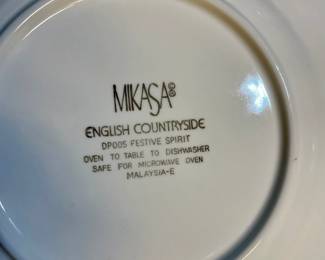 MIKASA®
ENGLISH COUNTRYSIDE
DP005 FESTIVE SPIRIT
OVEN TO TABLE TO DISHWASHER
SAFE FOR MICROWAVE OVEN
MALAYSIA-E